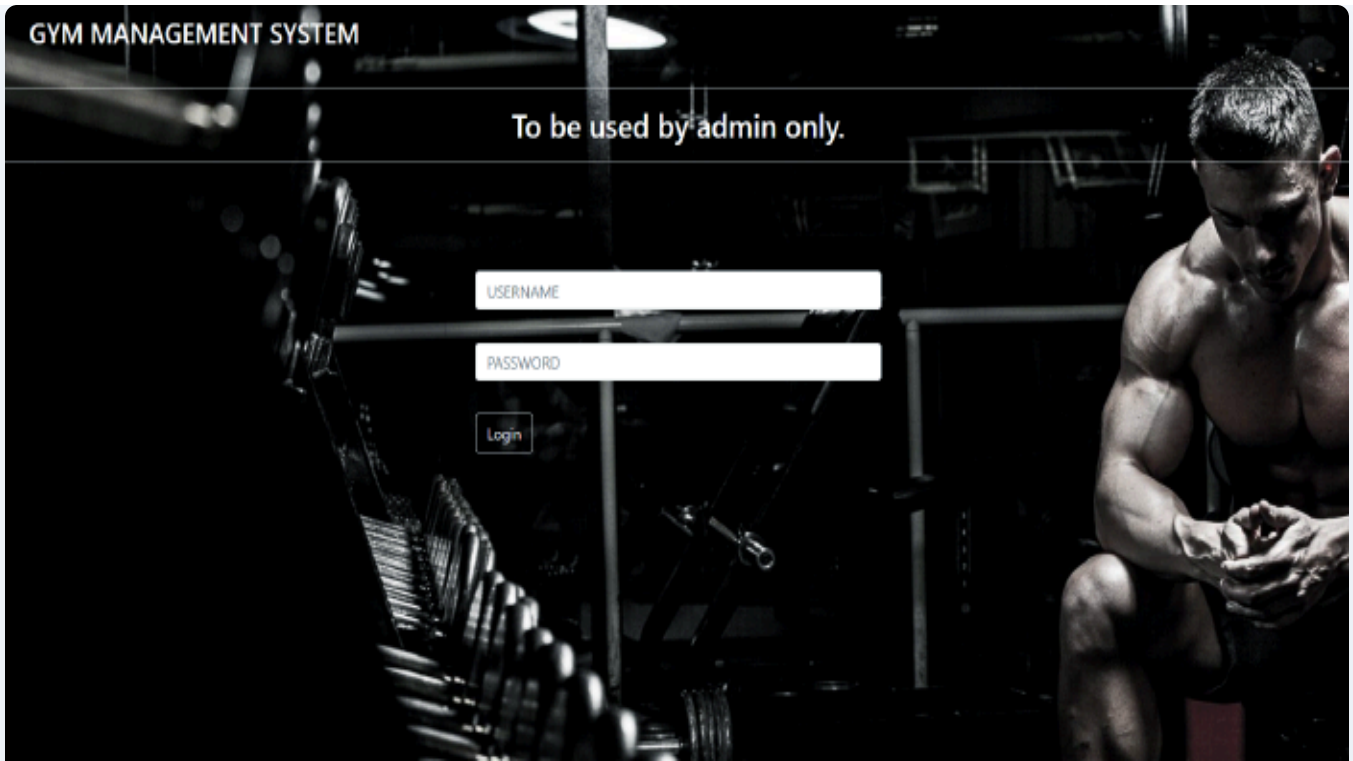 GYM MANAGEMENT SYSTEM
To be used by admin only.
USERNAME
PASSWORD
Login